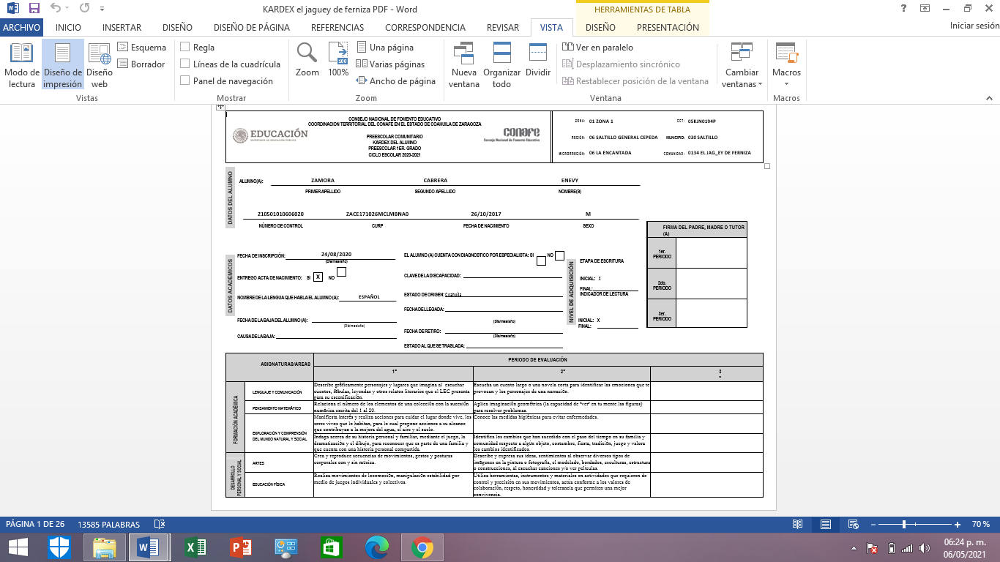 KARDEX el jaguey de ferniza PDF - Word
HERRAMIENTAS DE TABLA
ARCHIVO INICIO INSERTAR DISEÑO DISEÑO DE PÁGINA REFERENCIAS CORRESPONDENCIA REVISAR VISTA DISEÑO PRESENTACIÓN Iniciar sesión
Modo de lectura
Diseño de impresión
Diseño web
Esquema
Borrador
Vistas
Regla
Líneas de la cuadrícula
Panel de navegación
Mostrar
Zoom
100%
Una página
Varias páginas
Ancho de página
Zoom
Nueva ventana
Organizar todo
Dividir
Ver en paralelo
Desplazamiento sincrónico
Restablecer posición de la ventana
Ventana
Cambiar ventanas
Macros
Macros
CONSEJO NACIONAL DE FOMENTO EDUCATIVO
COORDINACION TERRITORIAL DEL CONAFE EN EL ESTADO DE COAHUILA DE ZARAGOZA
EDUCACIÓN
SECRETARÍA DE EDUCACIÓN PÚBLICA
conafe
Consejo Nacional de Fomento Educativo
PREESCOLAR COMUNITARIO
KARDEX DEL ALUMNO
PREESCOLAR 1ER. GRADO
CICLO ESCOLAR 2020-2021
ZONA: 01 ZONA 1 CCT: 05KJN0194P
REGIÓN: 06 SALTILLO GENERAL CEPEDA MUNICIPIO: 030 SALTILLO
MICRORREGIÓN: 06 LA ENCANTADA COMUNIDAD: 0134 EL JAG_EY DE FERNIZA
DATOS DEL ALUMNO
ALUMNO(A): ZAMORA CABRERA ENEVY
PRIMER APELLIDO SEGUNDO APELLIDO NOMBRE(S)
210501010606020 ZACE171026MCLMBNA0 26/10/2017 M
NÚMERO DE CONTROL CURP FECHA DE NACIMIENTO SEXO
FIRMA DEL PADRE, MADRE O TUTOR (A)
1er. PERIODO
2do. PERIODO
3er. PERIODO
DATOS ACADÉMICOS
FECHA DE INSCRIPCIÓN: 24/08/2020
(Día/mes/año)
ENTREGO ACTA DE NACIMIENTO: SI X NO
NOMBRE DE LA LENGUA QUE HABLA EL ALUMNO (A): ESPAÑOL
FECHA DE LA BAJA DEL ALUMNO (A):
(Día/mes/año)
CAUSA DE LA BAJA:
EL ALUMNO (A) CUENTA CON DIAGNOSTICO POR ESPECIALISTA: SI NO
CLAVE DE LA DISCAPACIDAD:
ESTADO DE ORIGEN: Coahuila
FECHA DE LLEGADA:
(Día/mes/año)
FECHA DE RETIRO:
(Día/mes/año)
ESTADO AL QUE SE TRASLADA:
NIVEL DE ADQUISICIÓN
ETAPA DE ESCRITURA
INICIAL: X
FINAL:
INDICADOR DE LECTURA
INICIAL: X
FINAL:
ASIGNATURAS/AREAS
PERIODO DE EVALUACIÓN
1° 2° 3°
FORMACIÓN ACADÉMICA
LENGUAJE Y COMUNICACIÓN
Describe gráficamente personajes y lugares que imagina al escuchar
cuentos, fábulas, leyendas y otros relatos literarios que el LEC presenta
para su escenificación.
Escucha un cuento largo o una novela corta para identificar las emociones que te
provocan y los personajes de una narración.
PENSAMIENTO MATEMÁTICO
Relaciona el número de los elementos de una colección con la sucesión
numérica escrita del 1 al 20.
Aplica imaginación geométrica (la capacidad de "ver" en tu mente las figuras)
para resolver problemas.
EXPLORACIÓN Y COMPRENSIÓN
DEL MUNDO NATURAL Y SOCIAL
Manifiesta interés y realiza acciones para cuidar el lugar donde vive, los
seres vivos que lo habitan, para lo cual propone acciones a su alcance
que contribuyan a la mejora del agua, el aire y el suelo.
Conoce las medidas higiénicas para evitar enfermedades.
Indaga acerca de su historia personal y familiar, mediante el juego, la
dramatización y el dibujo, para reconocer que es parte de una familia y
que cuenta con una historia personal compartida.
Identifica los cambios que han sucedido con el paso del tiempo en su familia y
comunidad respecto a algún objeto, costumbre, fiesta, tradición, juego y valora
los cambios identificados.
DESARROLLO PERSONAL Y SOCIAL
ARTES
Crea y reproduce secuencias de movimientos, gestos y posturas
corporales con y sin música.
Describe y expresa sus ideas, sentimientos al observar diversos tipos de
imágenes en la pintura o fotografía, el modelado, bordados, esculturas, estructura
o construcciones, al escuchar canciones y/o ver películas.
EDUCACIÓN FÍSICA
Realiza movimientos de locomoción, manipulación estabilidad por
medio de juegos individuales y colectivos.
Utiliza herramientas, instrumentos y materiales en actividades que requieren de
control y precisión en sus movimientos, actúa conforme a los valores de
colaboración, respeto, honestidad y tolerancia que permiten una mejor
convivencia.
PÁGINA 1 DE 26 13585 PALABRAS 70 %
06:24 p. m.
06/05/2021